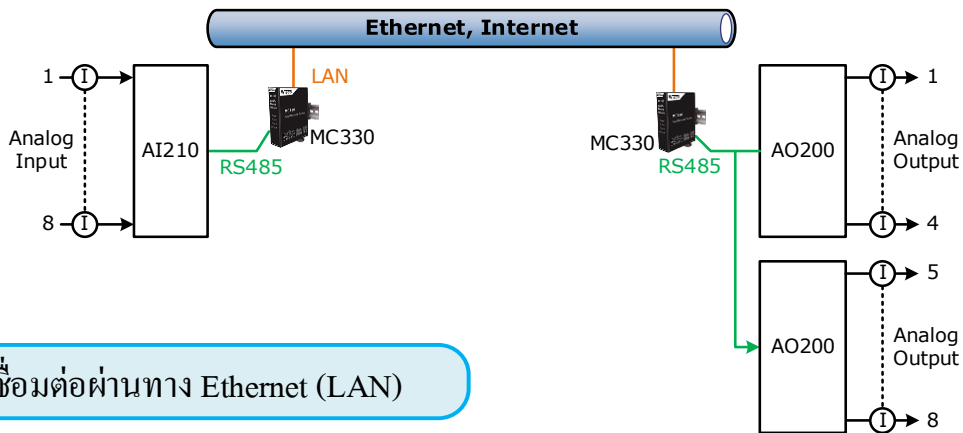 Ethernet, Internet
LAN
1
I
Analog
Input
AI210
RS485
MC330
8
I
MC330
RS485
AO200
I
1
Analog
Output
I
4
AO200
I
5
Analog
Output
I
8
ชื่อมต่อผ่านทาง Ethernet (LAN)